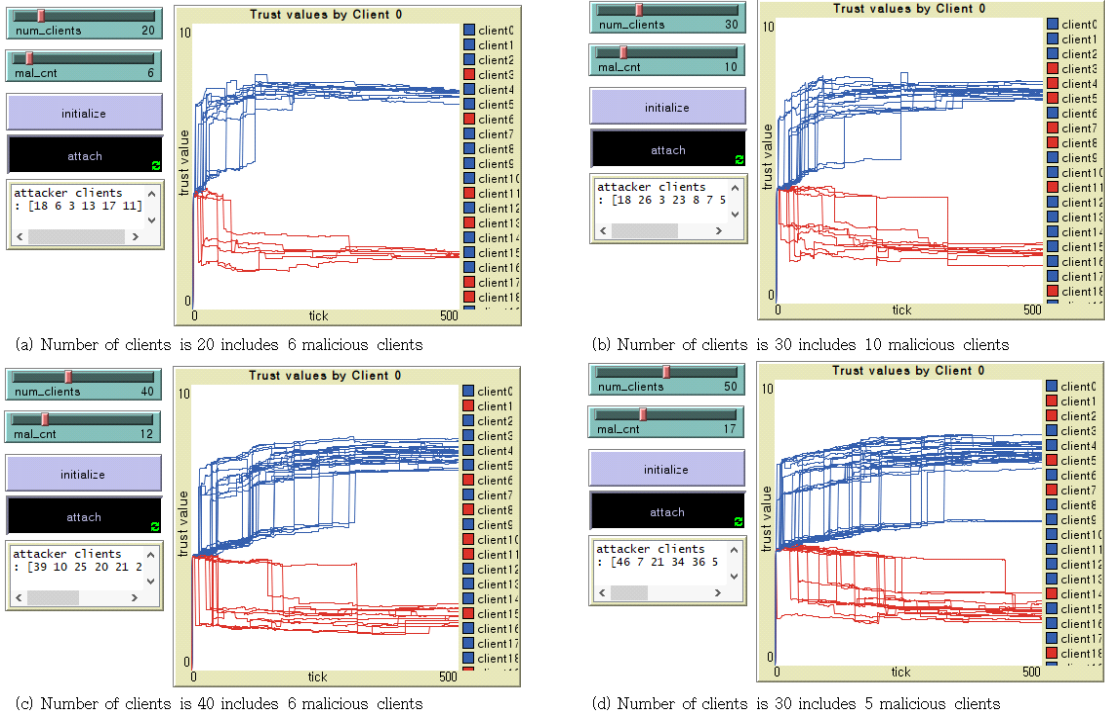 Trust values by Client 0
num_clients 20
mal_cnt 6
initialize
attach
attacker clients
: [18 6 3 13 17 11]
10
trust value
0
0
tick
500
client0
client1
client2
client3
client4
client5
client6
client7
client8
client9
client10
client11
client12
client13
client14
client15
client16
client17
client18
(a) Number of clients is 20 includes 6 malicious clients
Trust values by Client 0
num_clients 30
mal_cnt 10
initialize
attach
attacker clients
: [18 26 3 23 8 7 5
10
trust value
0
0
tick
500
client0
client1
client2
client3
client4
client5
client6
client7
client8
client9
client10
client11
client12
client13
client14
client15
client16
client17
client18
(b) Number of clients is 30 includes 10 malicious clients
Trust values by Client 0
num_clients 40
mal_cnt 12
initialize
attach
attacker clients
: [39 10 25 20 21 2
10
trust value
0
0
tick
500
client0
client1
client2
client3
client4
client5
client6
client7
client8
client9
client10
client11
client12
client13
client14
client15
client16
client17
client18
(c) Number of clients is 40 includes 6 malicious clients
Trust values by Client 0
num_clients 50
mal_cnt 17
initialize
attach
attacker clients
: [46 7 21 34 36 5
10
trust value
0
0
tick
500
client0
client1
client2
client3
client4
client5
client6
client7
client8
client9
client10
client11
client12
client13
client14
client15
client16
client17
client18
(d) Number of clients is 30 includes 5 malicious clients